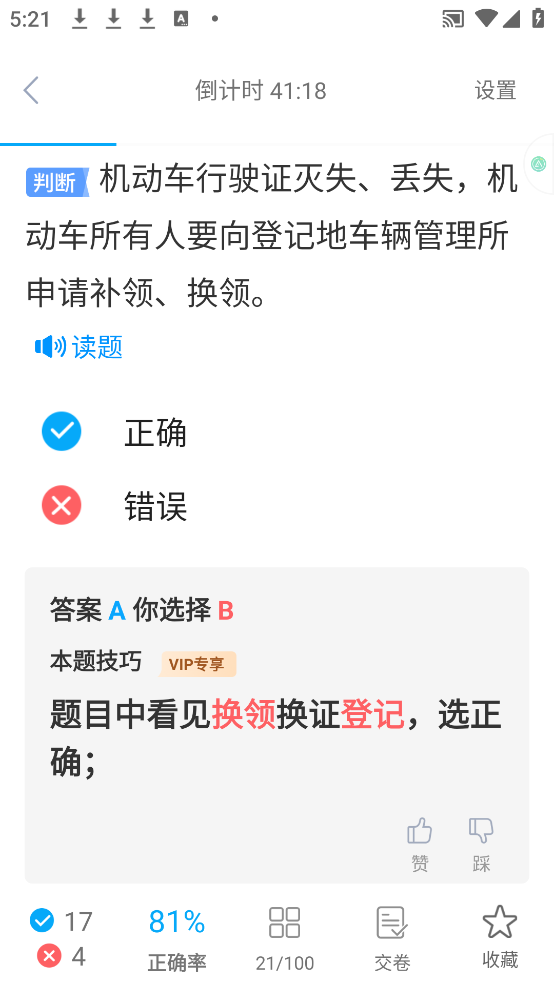 5:21
倒计时 41:18
设置
判断 机动车行驶证灭失、丢失，机
动车所有人要向登记地车辆管理所
申请补领、换领。
读题
正确
错误
答案 A 你选择 B
本题技巧 VIP专享
题目中看见换领换证登记，选正
确；
赞 踩
17
4
81%
正确率
21/100
交卷
收藏